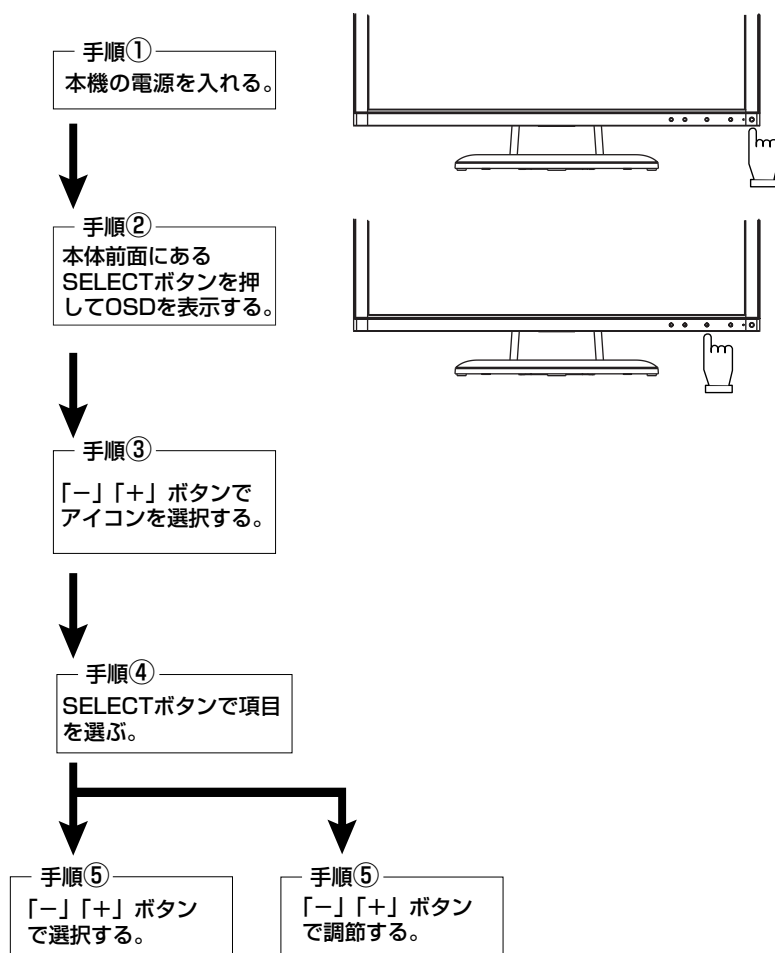 手順①
本機の電源を入れる。
手順②
本体前面にある
SELECTボタンを押
してOSDを表示する。
手順③
「－」「＋」ボタンで
アイコンを選択する。
手順④
SELECTボタンで項目
を選ぶ。
手順⑤
「－」「＋」ボタン
で選択する。
手順⑤
「－」「＋」ボタン
で調節する。